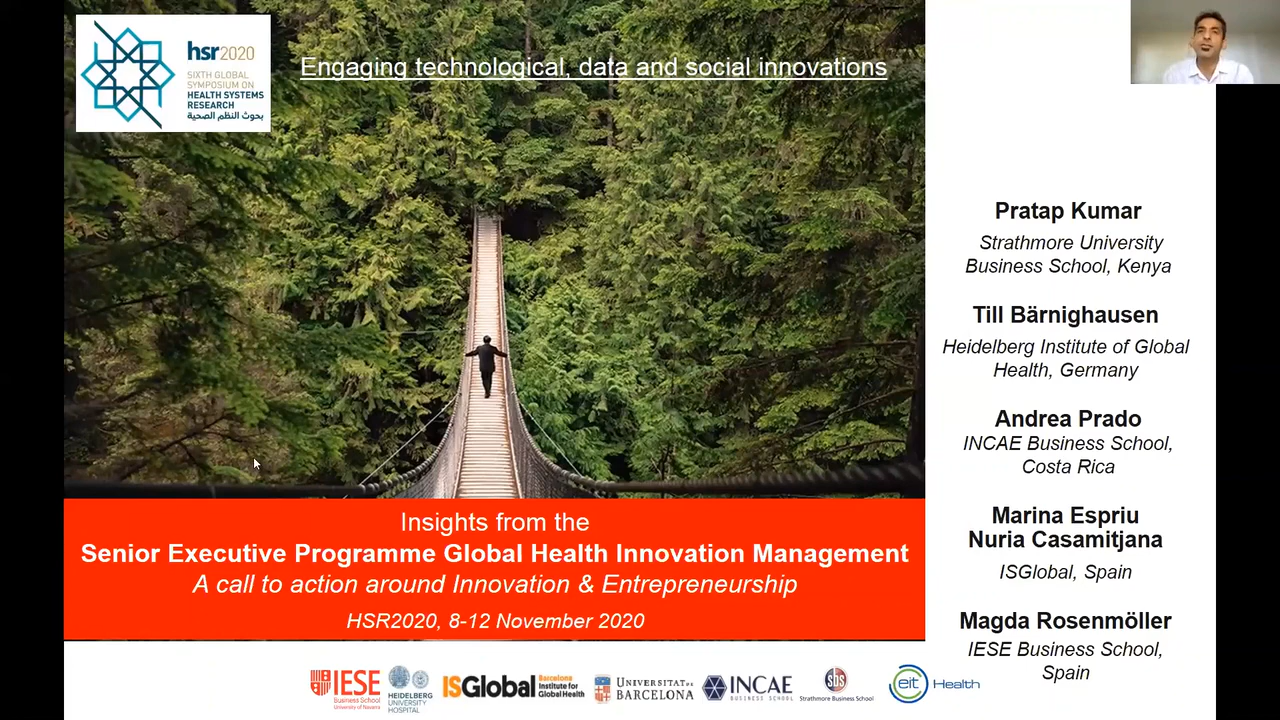 hsr2020
SIXTH GLOBAL
SYMPOSIUM ON
HEALTH SYSTEMS
RESEARCH
بحوث النظم الصحية
Engaging technological, data and social innovations
Pratap Kumar
Strathmore University
Business School, Kenya
Till Bärnighausen
Heidelberg Institute of Global
Health, Germany
Andrea Prado
INCAE Business School,
Costa Rica
Marina Espriu
Nuria Casamitjana
ISGlobal, Spain
Magda Rosenmöller
IESE Business School,
Spain
Insights from the
Senior Executive Programme Global Health Innovation Management
A call to action around Innovation & Entrepreneurship
HSR2020, 8-12 November 2020
IESE
Business School
University of Navarra
HEIDELBERG
UNIVERSITY
HOSPITAL
ISGlobal
Barcelona
Institute for
Global Health
UNIVERSITAT DE
BARCELONA
INCAE
BUSINESS SCHOOL
sbs
Strathmore Business School
eit Health